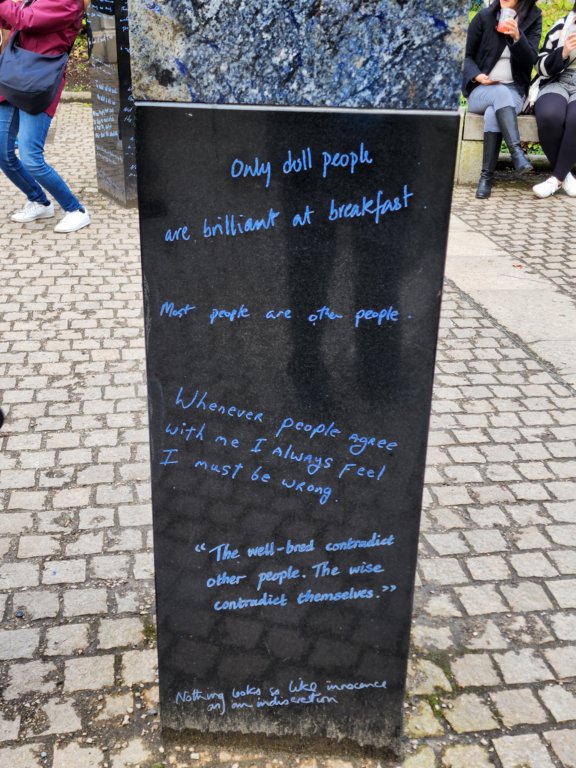 Only dull people
are brilliant at breakfast.
Most people are other people.
Whenever people agree
with me I always feel
I must be wrong.
“The well-bred contradict
other people. The wise
contradict themselves.”
Nothing looks so like innocence
as an indiscretion